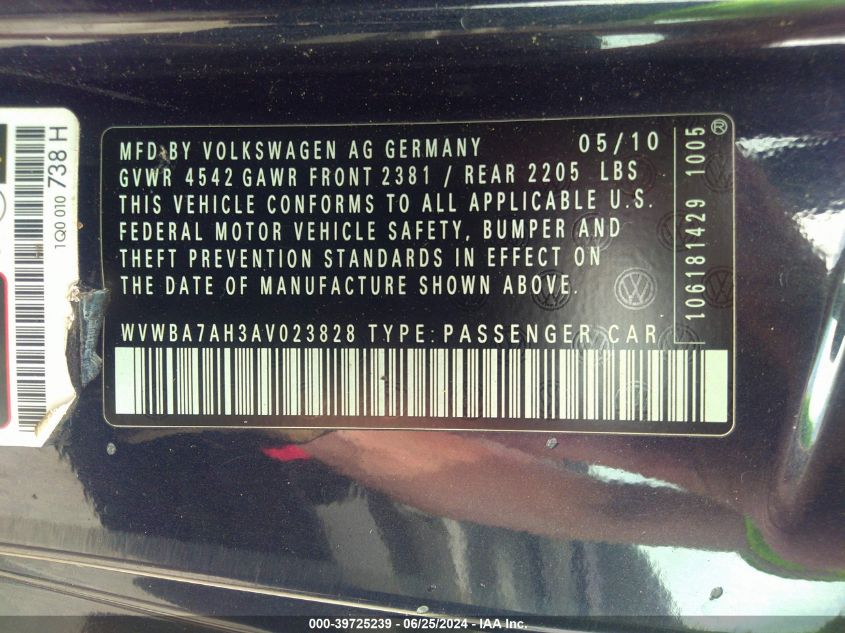 MFD BY VOLKSWAGEN AG GERMANY 05/10
GVWR 4542 GAWR FRONT 2381 / REAR 2205 LBS
THIS VEHICLE CONFORMS TO ALL APPLICABLE U.S.
FEDERAL MOTOR VEHICLE SAFETY, BUMPER AND
THEFT PREVENTION STANDARDS IN EFFECT ON
THE DATE OF MANUFACTURE SHOWN ABOVE.
WVWBA7AH3AV023828 TYPE: PASSENGER CAR
106181429 1005 ®
1Q0 010 738 H
000-39725239 - 06/25/2024 - IAA Inc.